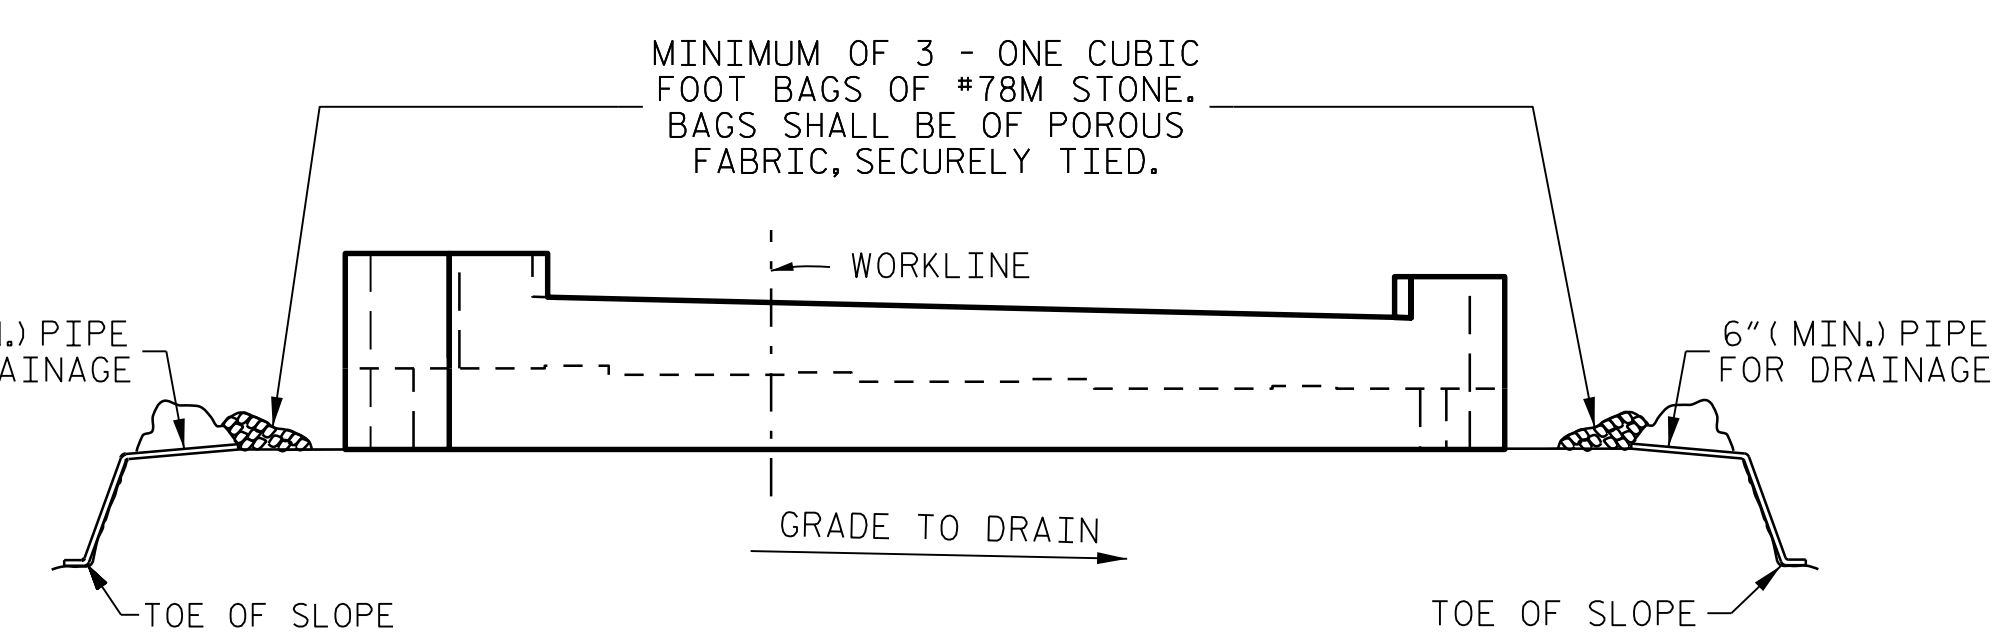 MINIMUM OF 3 - ONE CUBIC
FOOT BAGS OF #78M STONE.
BAGS SHALL BE OF POROUS
FABRIC, SECURELY TIED.
WORKLINE
.) PIPE
AINAGE
6"( MIN.) PIPE
FOR DRAINAGE
GRADE TO DRAIN
TOE OF SLOPE
TOE OF SLOPE